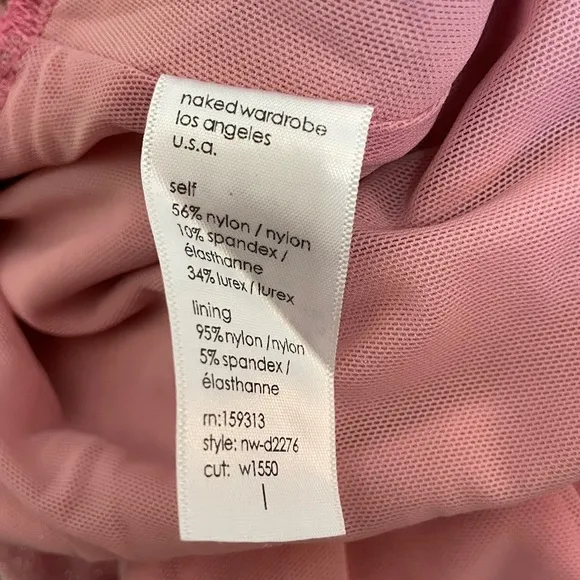 nakedwardrobe
los angeles
u.s.a.
self
56% nylon / nylon
10% spandex /
élasthanne
34% lurex / lurex
lining
95% nylon / nylon
5% spandex /
élasthanne
rn:159313
style: nw-d2276
cut: w1550
l